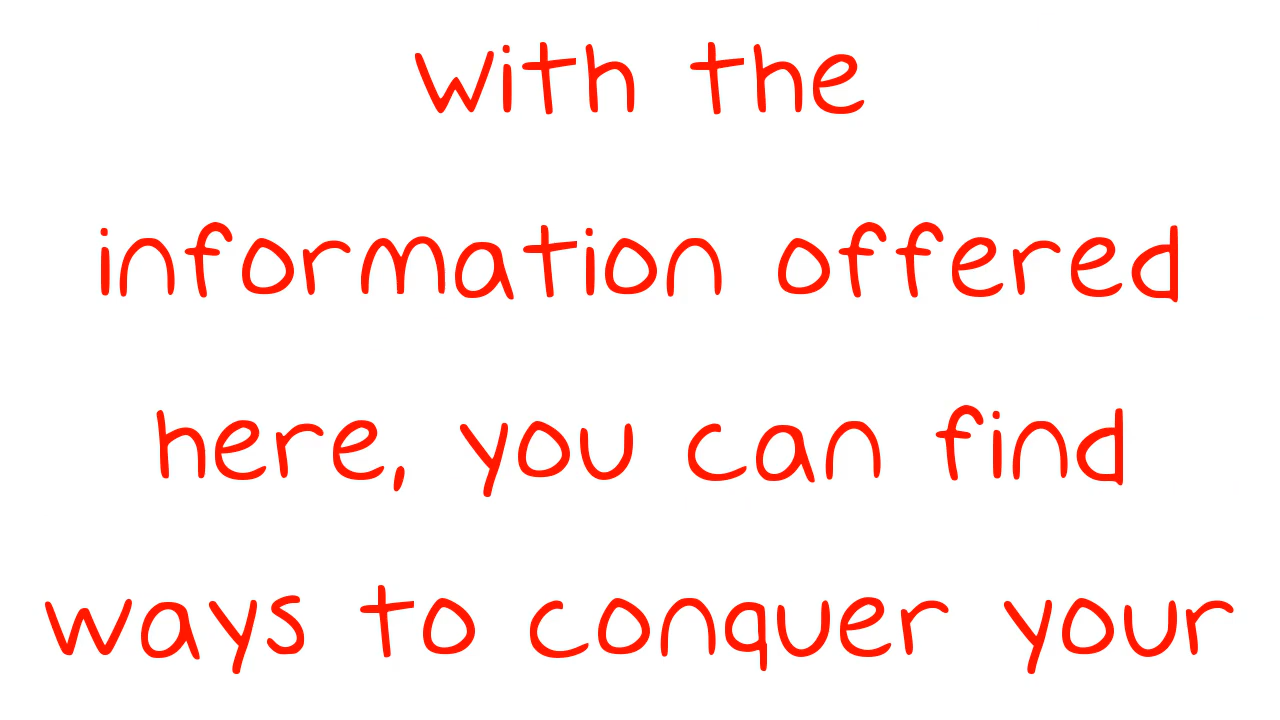 with the
information offered
here, you can find
ways to conquer your